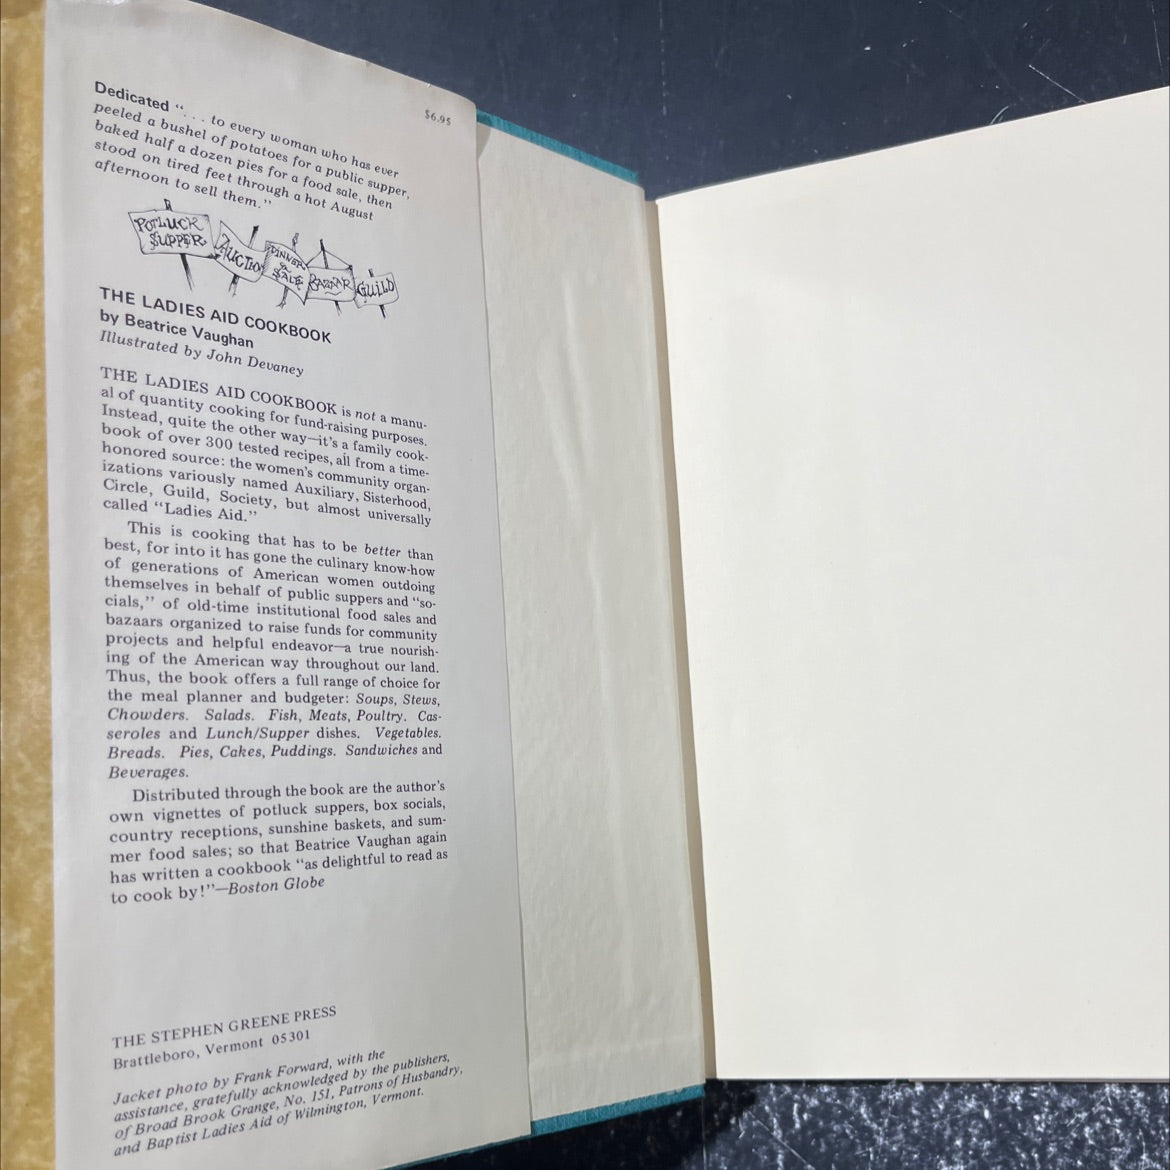 $6.95
Dedicated “. . . to every woman who has ever
peeled a bushel of potatoes for a public supper,
baked half a dozen pies for a food sale, then
stood on tired feet through a hot August
afternoon to sell them.”
POTLUCK
SUPPER
AUCTIO
DINNER
&
SALE
BAZAAR
GUILD
THE LADIES AID COOKBOOK
by Beatrice Vaughan
Illustrated by John Devaney
THE LADIES AID COOKBOOK is not a manu-
al of quantity cooking for fund-raising purposes.
Instead, quite the other way—it’s a family cook-
book of over 300 tested recipes, all from a time-
honored source: the women’s community organ-
izations variously named Auxiliary, Sisterhood,
Circle, Guild, Society, but almost universally
called “Ladies Aid.”
This is cooking that has to be better than
best, for into it has gone the culinary know-how
of generations of American women outdoing
themselves in behalf of public suppers and “so-
cials,” of old-time institutional food sales and
bazaars organized to raise funds for community
projects and helpful endeavor—a true nourish-
ing of the American way throughout our land.
Thus, the book offers a full range of choice for
the meal planner and budgeter: Soups, Stews,
Chowders. Salads. Fish, Meats, Poultry. Cas-
seroles and Lunch/Supper dishes. Vegetables.
Breads. Pies, Cakes, Puddings. Sandwiches and
Beverages.
Distributed through the book are the author’s
own vignettes of potluck suppers, box socials,
country receptions, sunshine baskets, and sum-
mer food sales; so that Beatrice Vaughan again
has written a cookbook “as delightful to read as
to cook by!”—Boston Globe
THE STEPHEN GREENE PRESS
Brattleboro, Vermont 05301
Jacket photo by Frank Forward, with the
assistance, gratefully acknowledged by the publishers,
of Broad Brook Grange, No. 151, Patrons of Husbandry,
and Baptist Ladies Aid of Wilmington, Vermont.